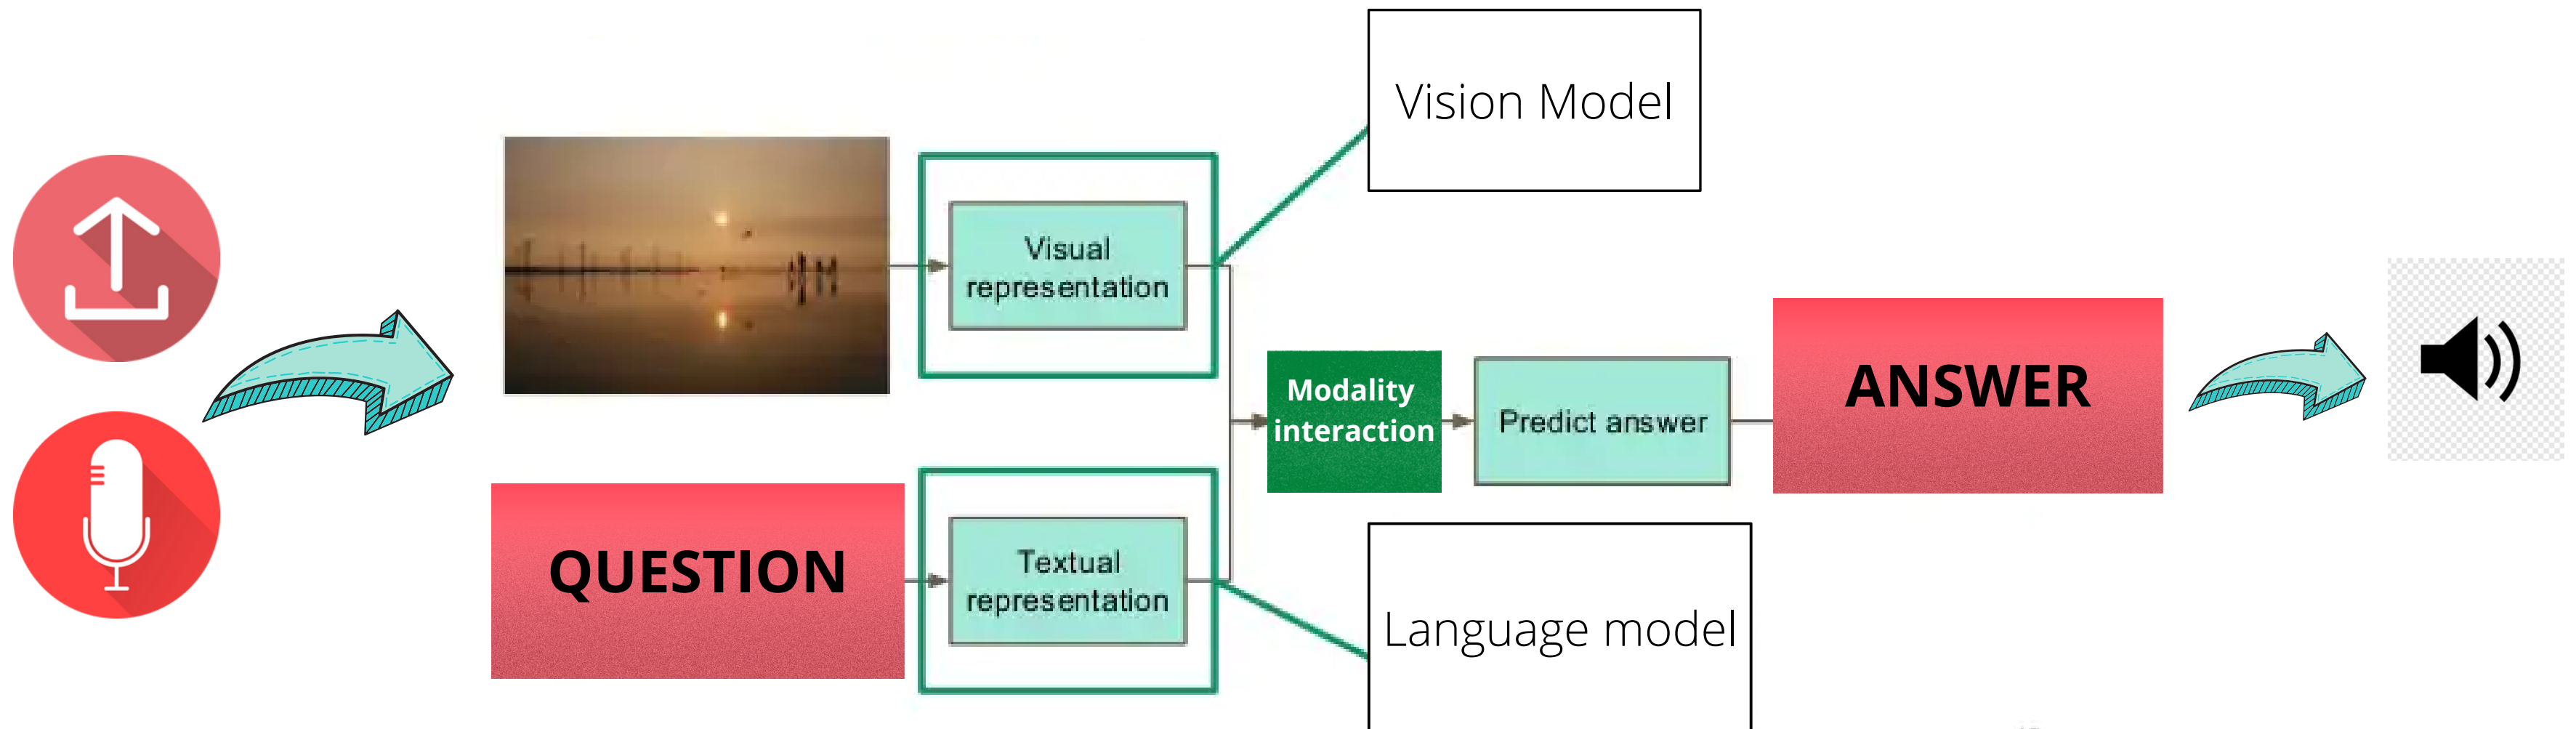 Vision Model
Visual
representation
Modality
interaction
Predict answer
ANSWER
QUESTION
Textual
representation
Language model